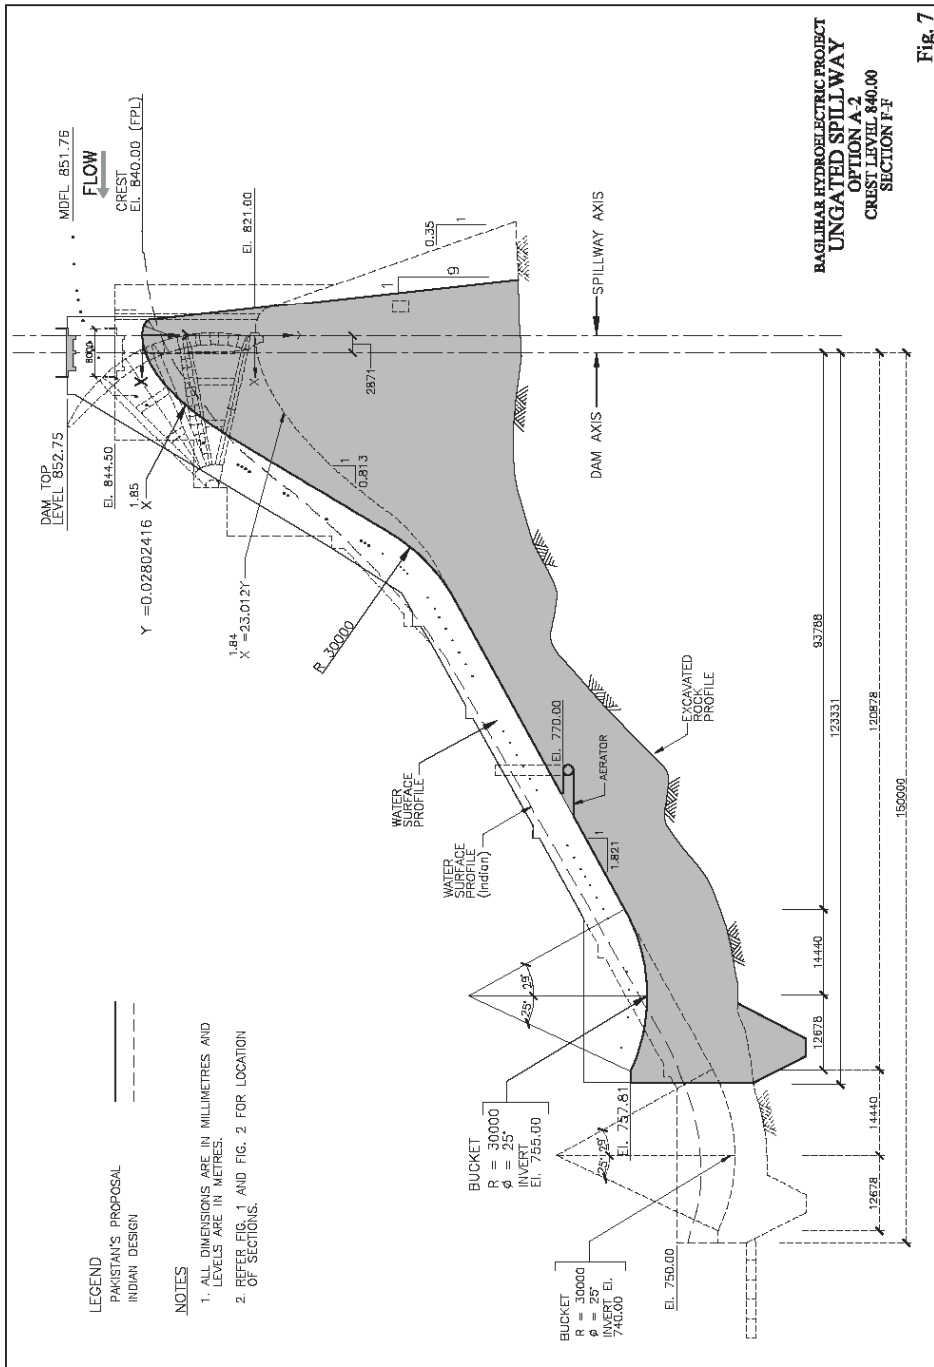 Fig. 7
BAGLIHAR HYDROELECTRIC PROJECT
UNGATED SPILLWAY
OPTION A-2
CREST LEVEL 840.00
SECTION F-F
LEGEND
PAKISTAN'S PROPOSAL
INDIAN DESIGN
NOTES
1. ALL DIMENSIONS ARE IN MILLIMETRES AND
LEVELS ARE IN METRES.
2. REFER FIG. 1 AND FIG. 2 FOR LOCATION
OF SECTIONS.
DAM TOP
LEVEL 852.75
MDFL 851.76
FLOW
CREST
El. 840.00 (FPL)
8000
El. 844.50
X
X
El. 821.00
1
0.35
1
9
1.85
Y =0.02802416 X
1.84
X =23.012Y
2871
SPILLWAY AXIS
DAM AXIS
1
0.813
R 30000
WATER
SURFACE
PROFILE
WATER
SURFACE
PROFILE
(Indian)
El. 770.00
AERATOR
EXCAVATED
ROCK
PROFILE
1
1.821
25° 29°
BUCKET
R = 30000
ø = 25°
INVERT
El. 755.00
El. 757.81
25° 29°
BUCKET
R = 30000
ø = 25°
INVERT El.
740.00
El. 750.00
12678
14440
93788
123331
12678
14440
120878
150000